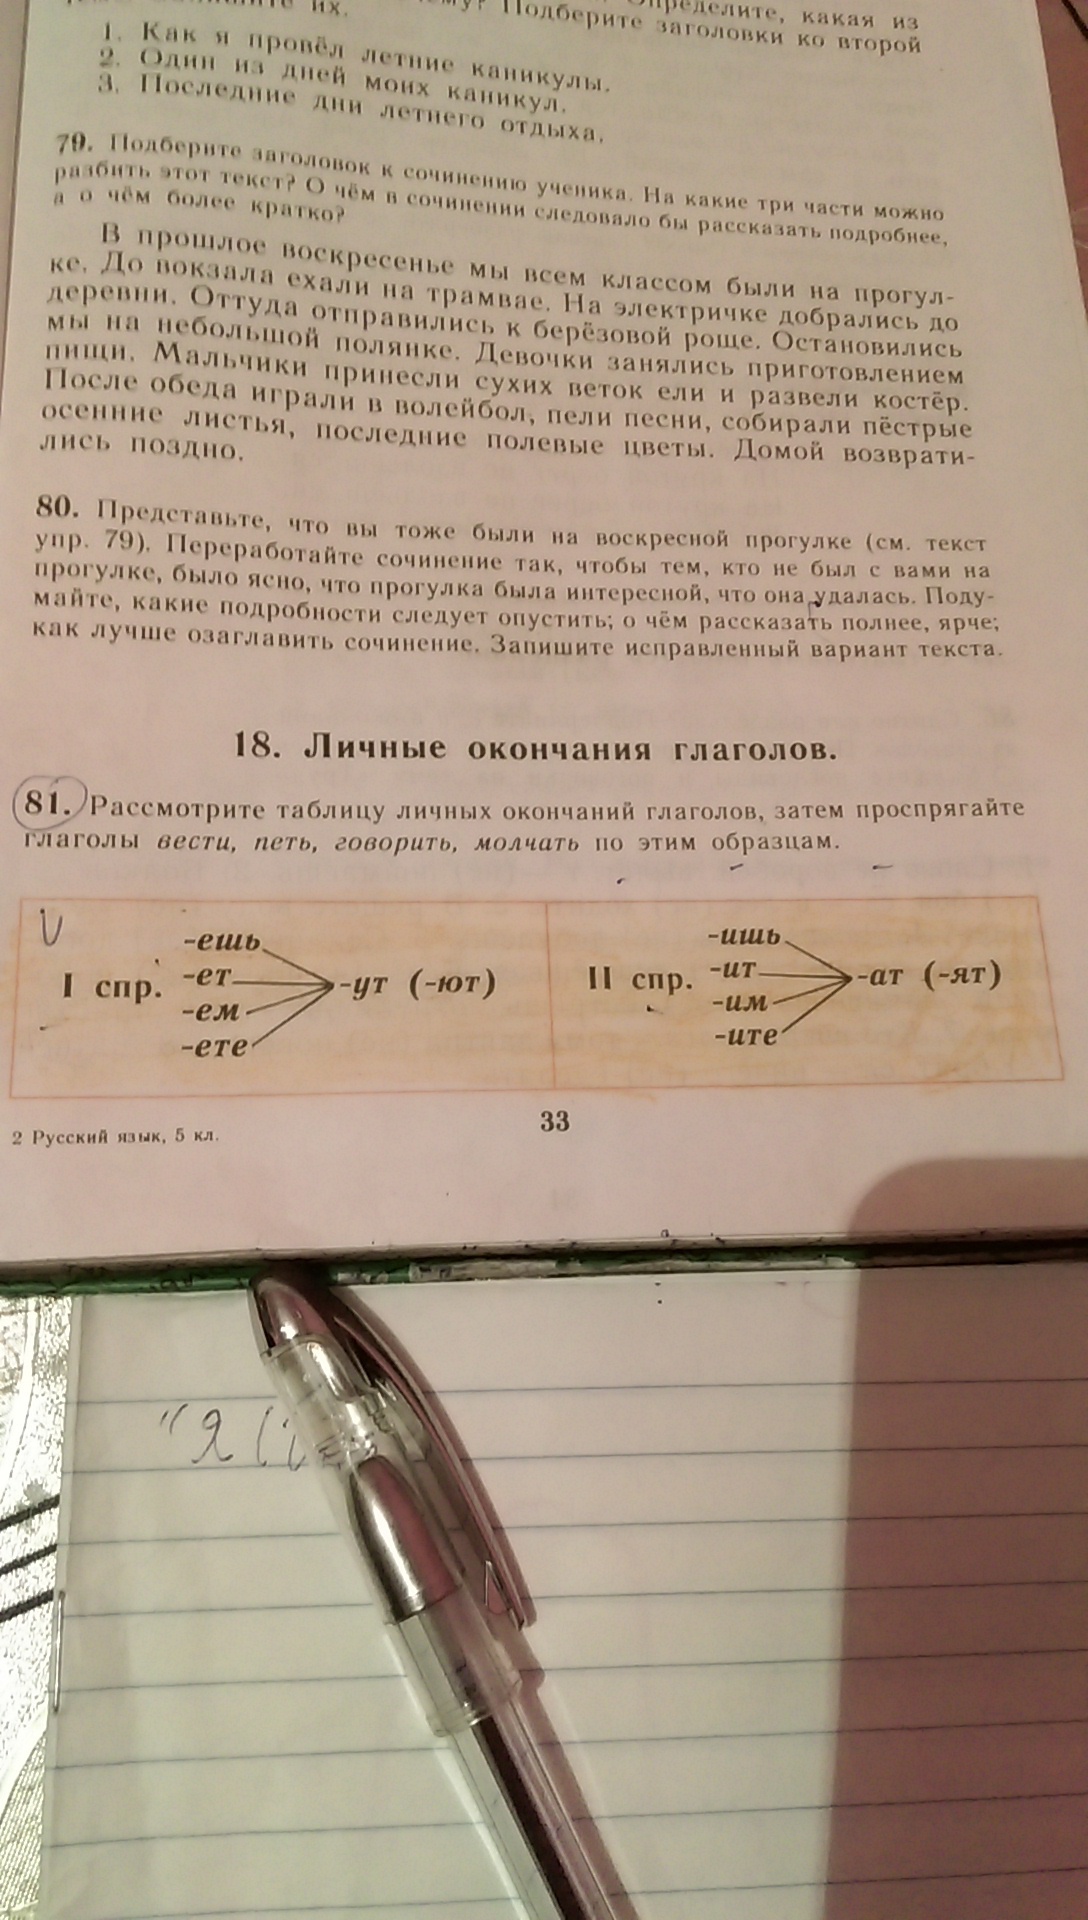 Определите, какая из
их. Подберите заголовки ко второй
1. Как я провёл летние каникулы.
2. Один из дней моих каникул.
3. Последние дни летнего отдыха.
79. Подберите заголовок к сочинению ученика. На какие три части можно
разбить этот текст? О чём в сочинении следовало бы рассказать подробнее,
а о чём более кратко?
В прошлое воскресенье мы всем классом были на прогул-
ке. До вокзала ехали на трамвае. На электричке добрались до
деревни. Оттуда отправились к берёзовой роще. Остановились
мы на небольшой полянке. Девочки занялись приготовлением
пищи. Мальчики принесли сухих веток ели и развели костёр.
После обеда играли в волейбол, пели песни, собирали пёстрые
осенние листья, последние полевые цветы. Домой возврати-
лись поздно.
80. Представьте, что вы тоже были на воскресной прогулке (см. текст
упр. 79). Переработайте сочинение так, чтобы тем, кто не был с вами на
прогулке, было ясно, что прогулка была интересной, что она удалась. Поду-
майте, какие подробности следует опустить; о чём рассказать полнее, ярче;
как лучше озаглавить сочинение. Запишите исправленный вариант текста.
18. Личные окончания глаголов.
81. Рассмотрите таблицу личных окончаний глаголов, затем проспрягайте
глаголы вести, петь, говорить, молчать по этим образцам.
I спр. -ешь -ет -ем -ете -ут (-ют)
II спр. -ишь -ит -им -ите -ат (-ят)
33
2 Русский язык, 5 кл.
"Я